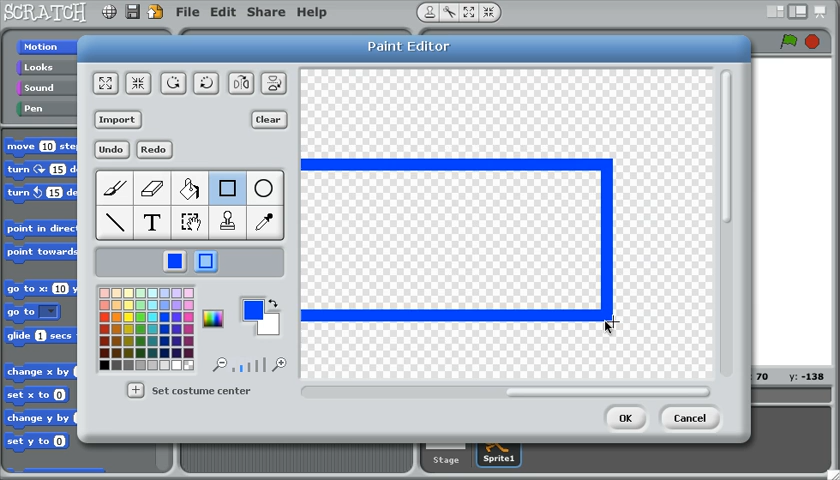 SCRATCH File Edit Share Help
Paint Editor
Motion
Looks
Sound
Pen
Import Clear
Undo Redo
move 10
turn 15
turn 15
T
point in
point towards
go to x: 10
go to
glide 1 secs
change x by
set x to 0
change y by
set y to 0
Set costume center
70 y: -138
OK Cancel
Stage Sprite1